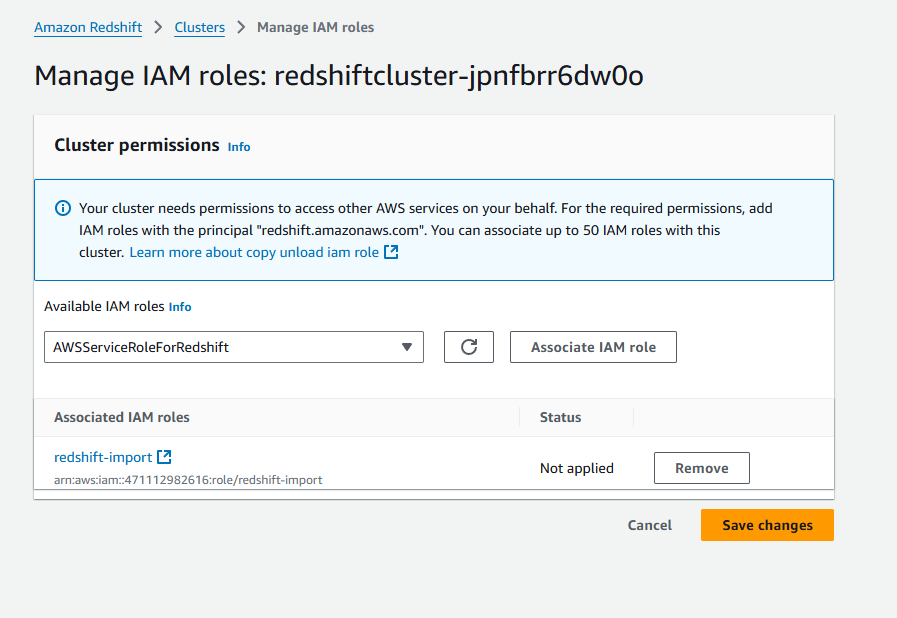 Amazon Redshift > Clusters > Manage IAM roles
Manage IAM roles: redshiftcluster-jpnfbrr6dw0o
Cluster permissions Info
Your cluster needs permissions to access other AWS services on your behalf. For the required permissions, add
IAM roles with the principal "redshift.amazonaws.com". You can associate up to 50 IAM roles with this
cluster. Learn more about copy unload iam role
Available IAM roles Info
AWSServiceRoleForRedshift
Associate IAM role
Associated IAM roles
Status
redshift-import
arn:aws:iam::471112982616:role/redshift-import
Not applied
Remove
Cancel
Save changes